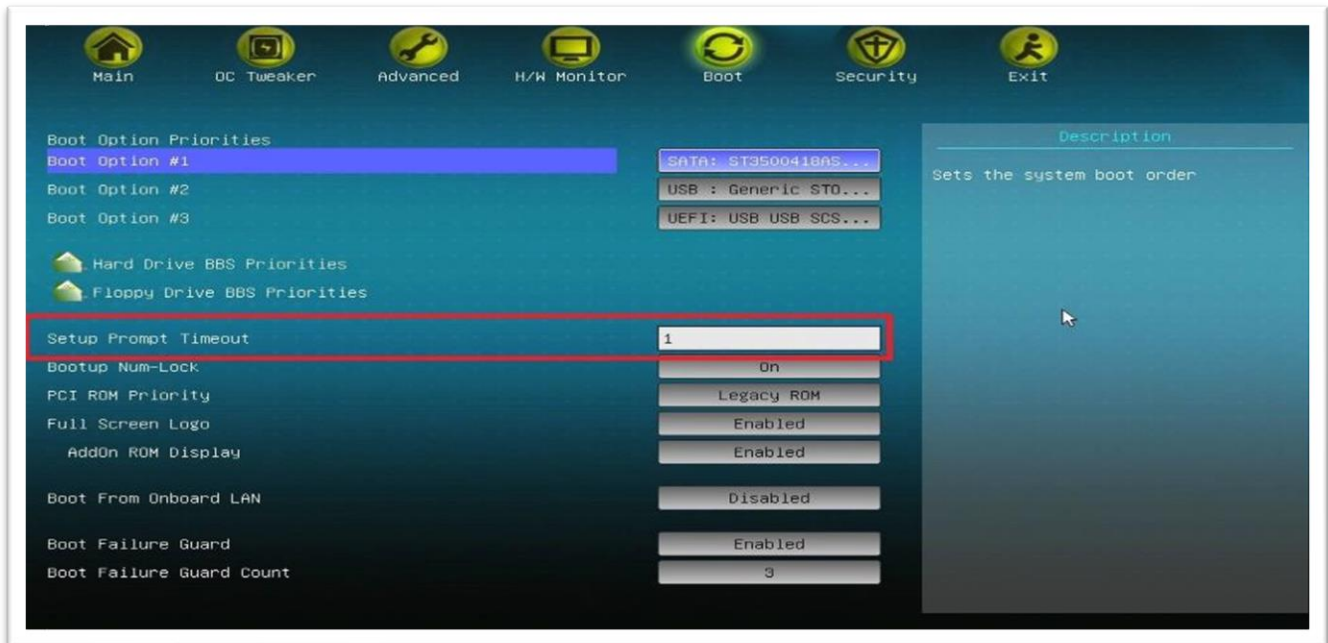 Main OC Tweaker Advanced H/W Monitor Boot Security Exit
Boot Option Priorities
Description
Boot Option #1 SATA: ST3500418AS...
Sets the system boot order
Boot Option #2 USB : Generic STO...
Boot Option #3 UEFI: USB USB SCS...
Hard Drive BBS Priorities
Floppy Drive BBS Priorities
Setup Prompt Timeout 1
Bootup Num-Lock On
PCI ROM Priority Legacy ROM
Full Screen Logo Enabled
AddOn ROM Display Enabled
Boot From Onboard LAN Disabled
Boot Failure Guard Enabled
Boot Failure Guard Count 3